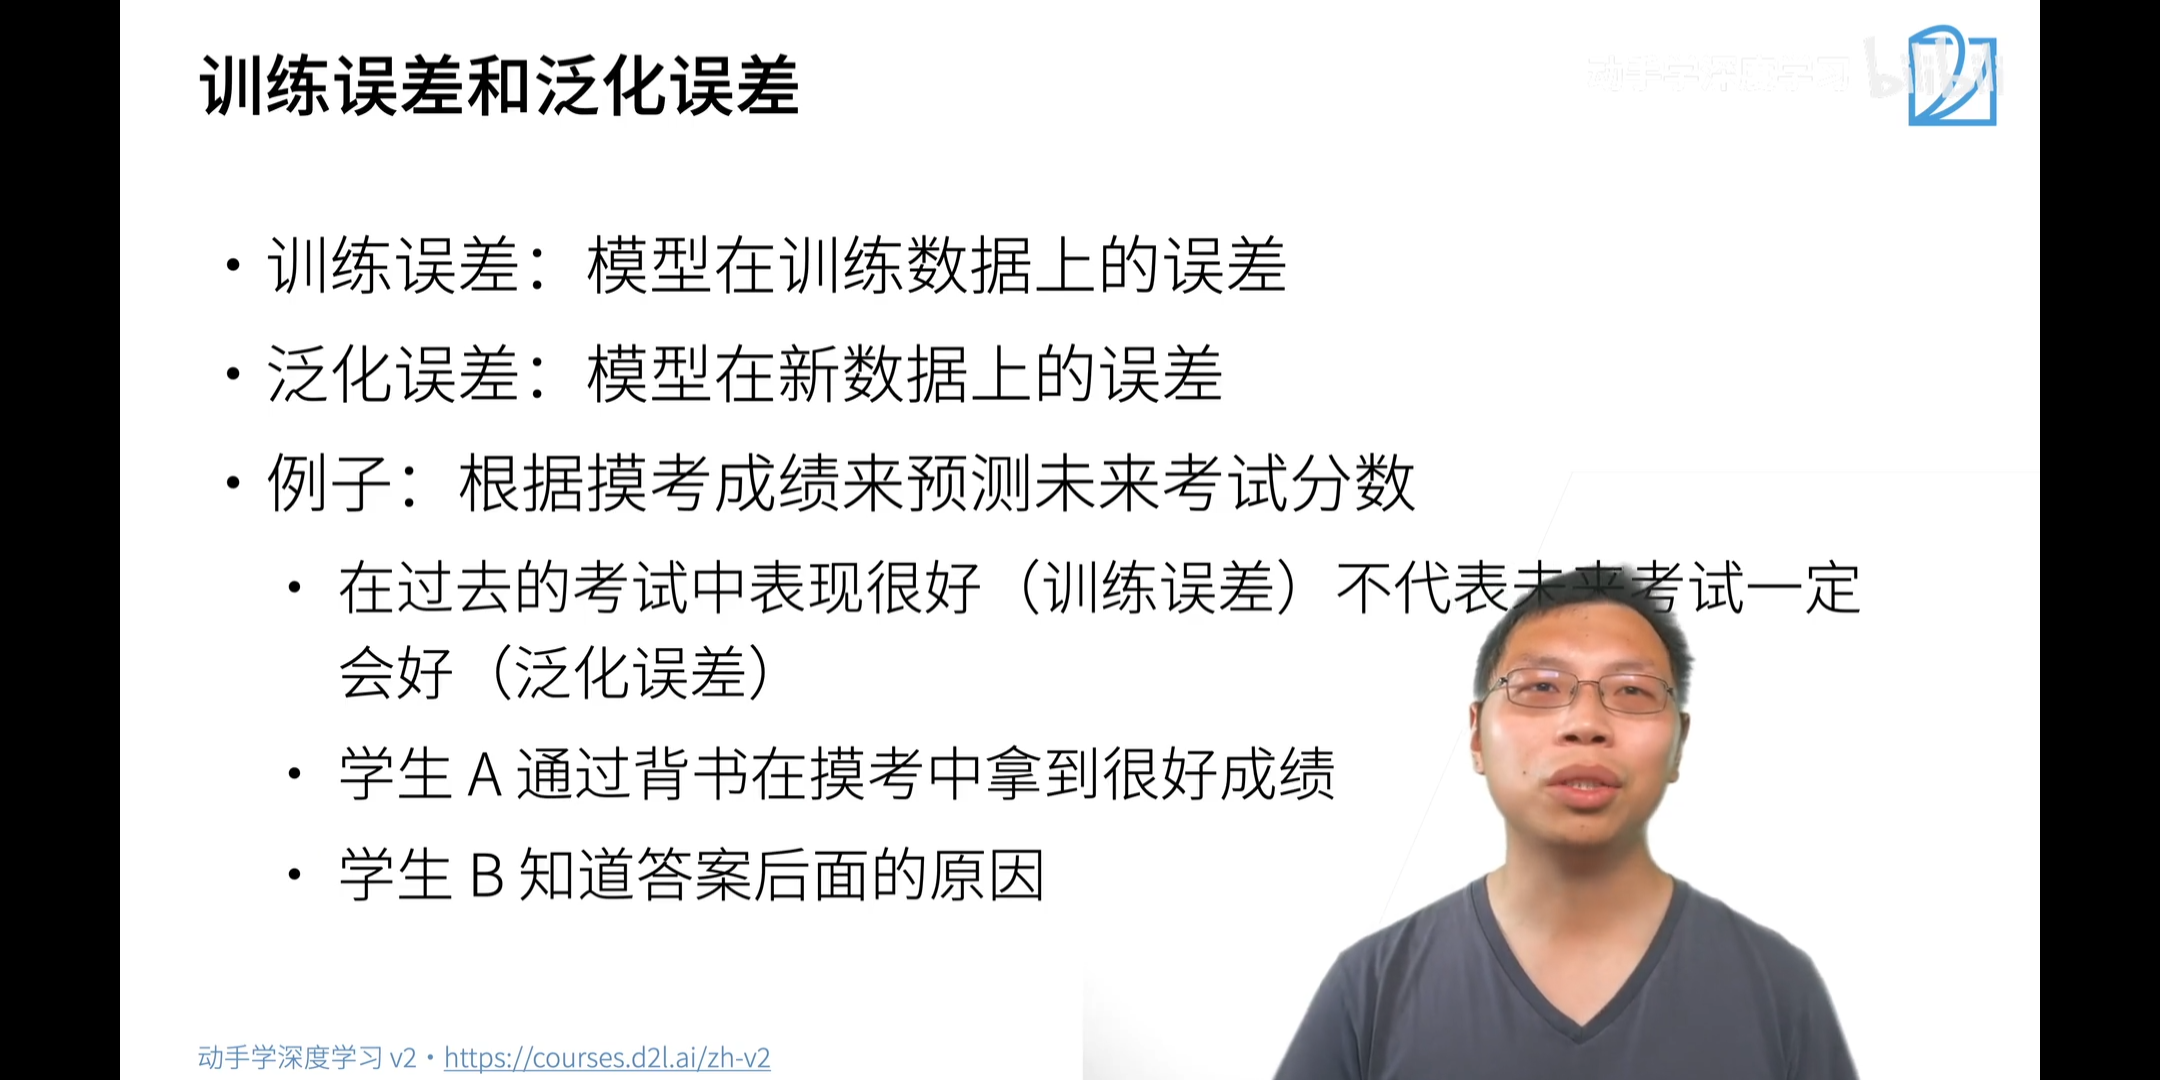 训练误差和泛化误差
动手学深度学习 bilibili
• 训练误差：模型在训练数据上的误差
• 泛化误差：模型在新数据上的误差
• 例子：根据摸考成绩来预测未来考试分数
• 在过去的考试中表现很好（训练误差）不代表未来考试一定
会好（泛化误差）
• 学生 A 通过背书在摸考中拿到很好成绩
• 学生 B 知道答案后面的原因
动手学深度学习 v2 • https://courses.d2l.ai/zh-v2